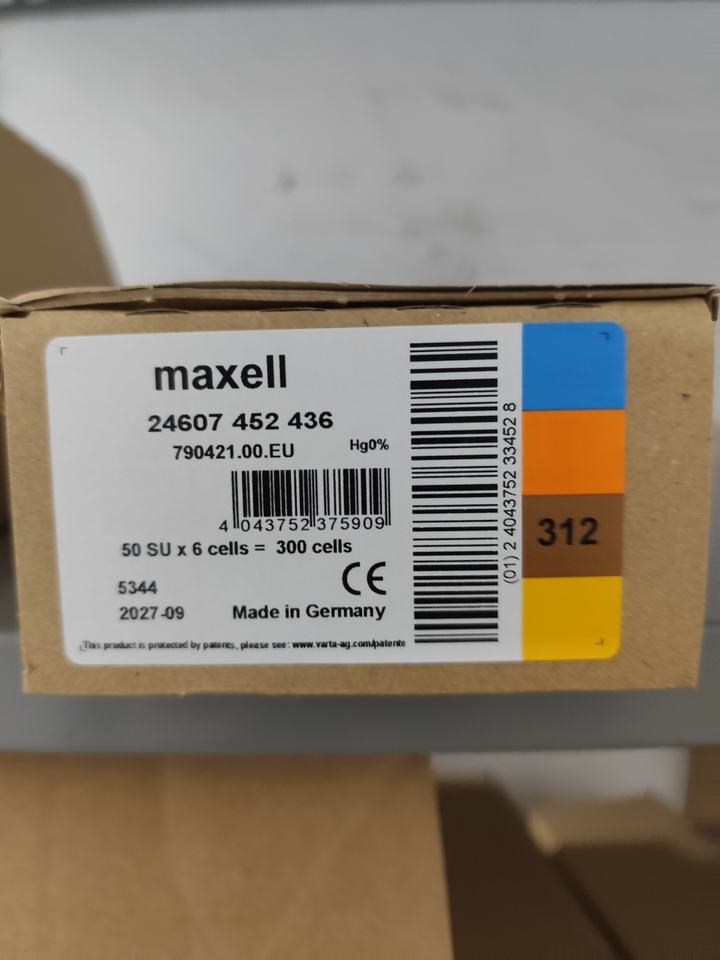 maxell
24607 452 436
790421.00.EU
Hg0%
4 043752 375909
50 SU x 6 cells = 300 cells
5344
CE
2027-09
Made in Germany
This product is protected by patents, please see: www.varta-ag.com/patente
(01) 2 4043752 33452 8
312